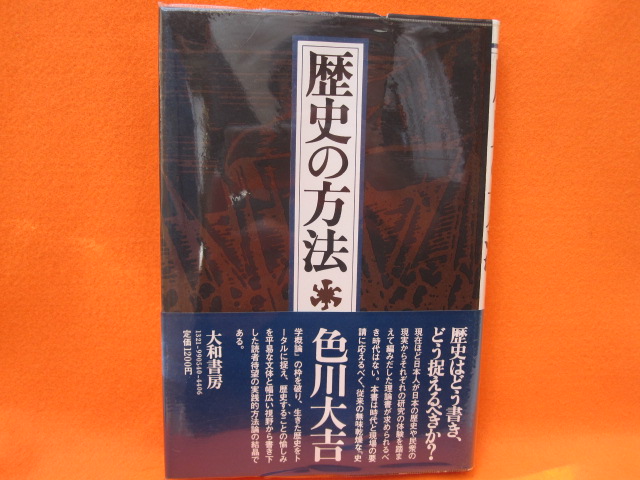 歴史の方法
歴史はどう書き、
どう捉えるべきか?
現在ほど日本人が日本の歴史や民衆の
現実からそれぞれの研究の体験を踏ま
えて編みだした理論書が求められるべ
き時代はない。本書は時代と現場の要
請に応えるべく、従来の無味乾燥な「史
学概論」の枠を破り、生きた歴史をト
ータルに捉え、歴史することの愉しみ
を平易な文体と幅広い視野から書き下
した読者待望の実践的方法論の結晶で
ある。
色川大吉
大和書房
1321-990540-4406
定価1200円